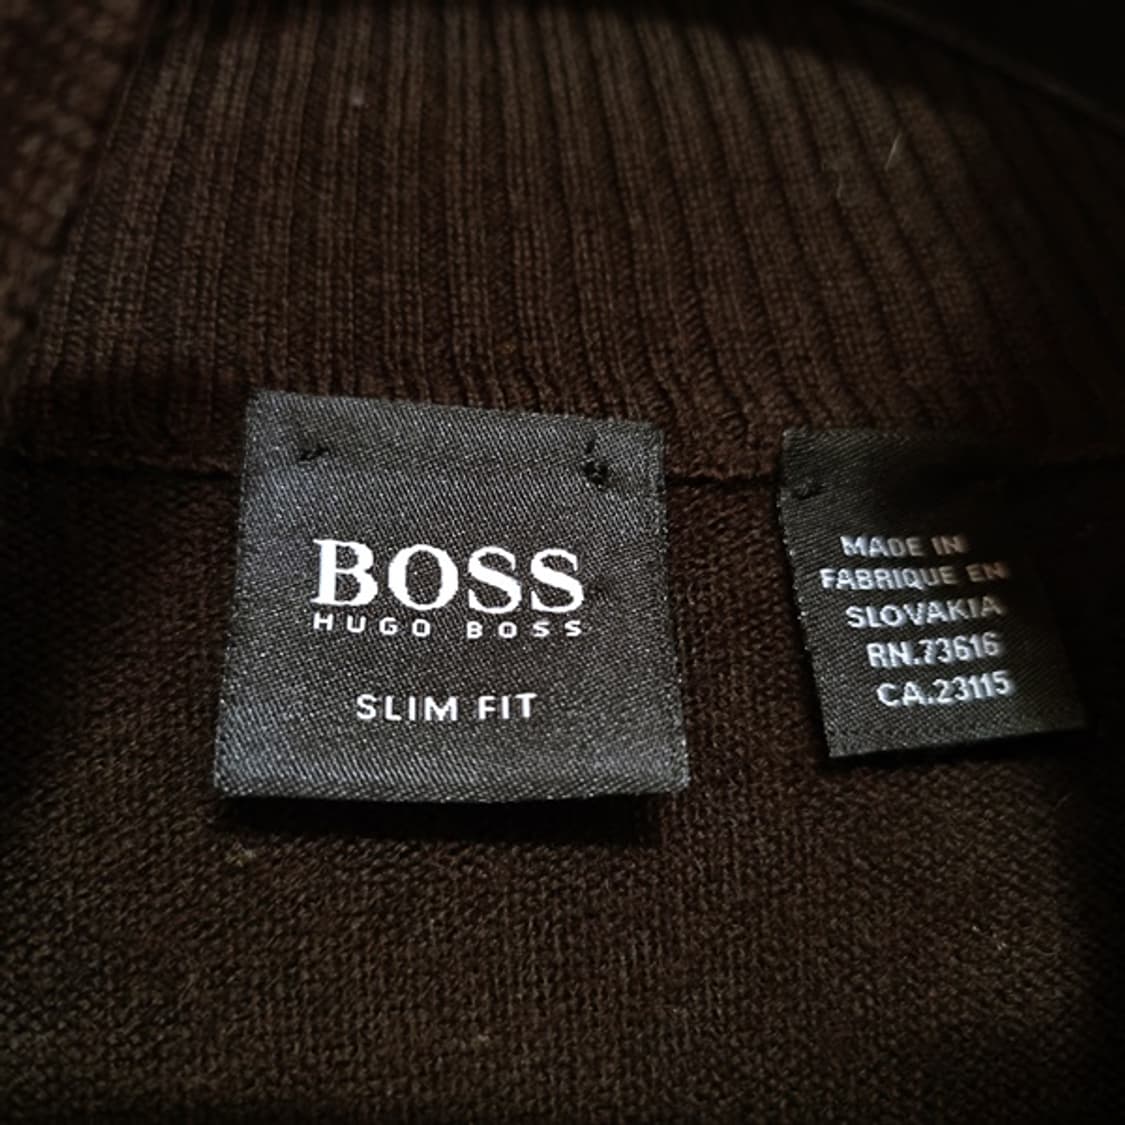 BOSS
HUGO BOSS
SLIM FIT
MADE IN
FABRIQUE EN
SLOVAKIA
RN.73616
CA.23115